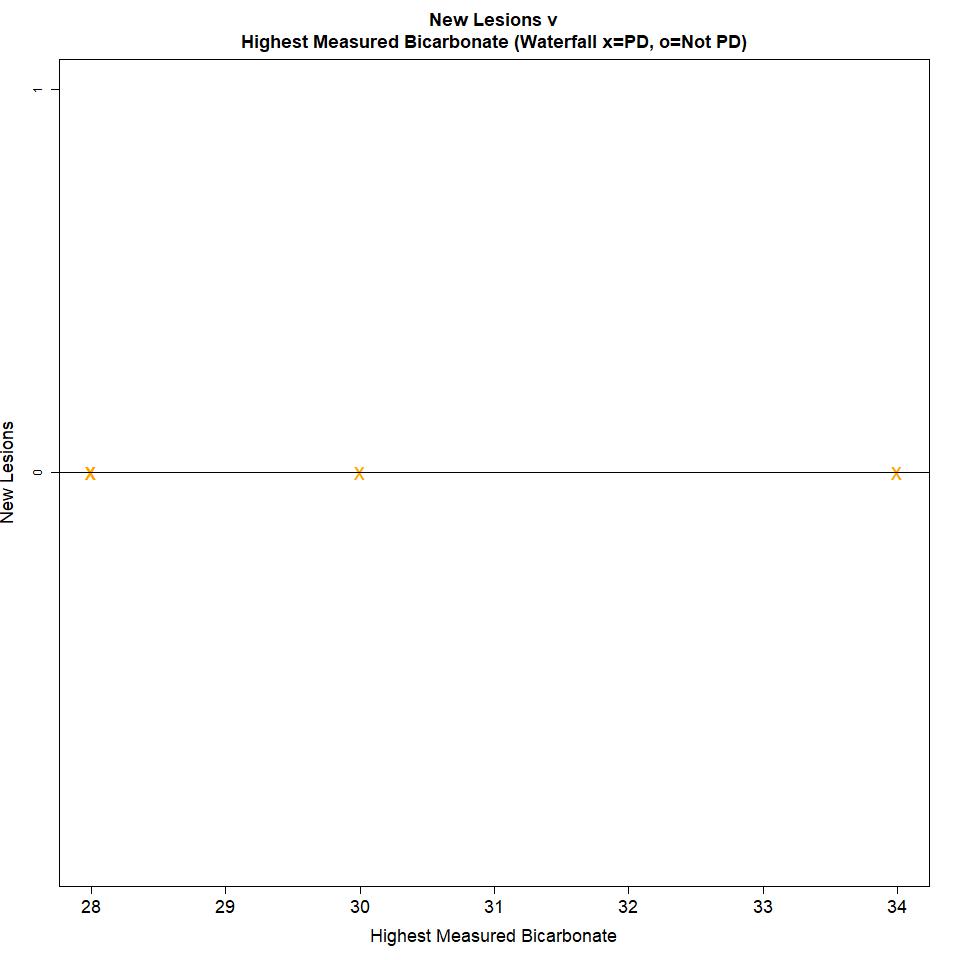 New Lesions v
Highest Measured Bicarbonate (Waterfall x=PD, o=Not PD)
1
New Lesions
0
x
x
x
28
29
30
31
32
33
34
Highest Measured Bicarbonate